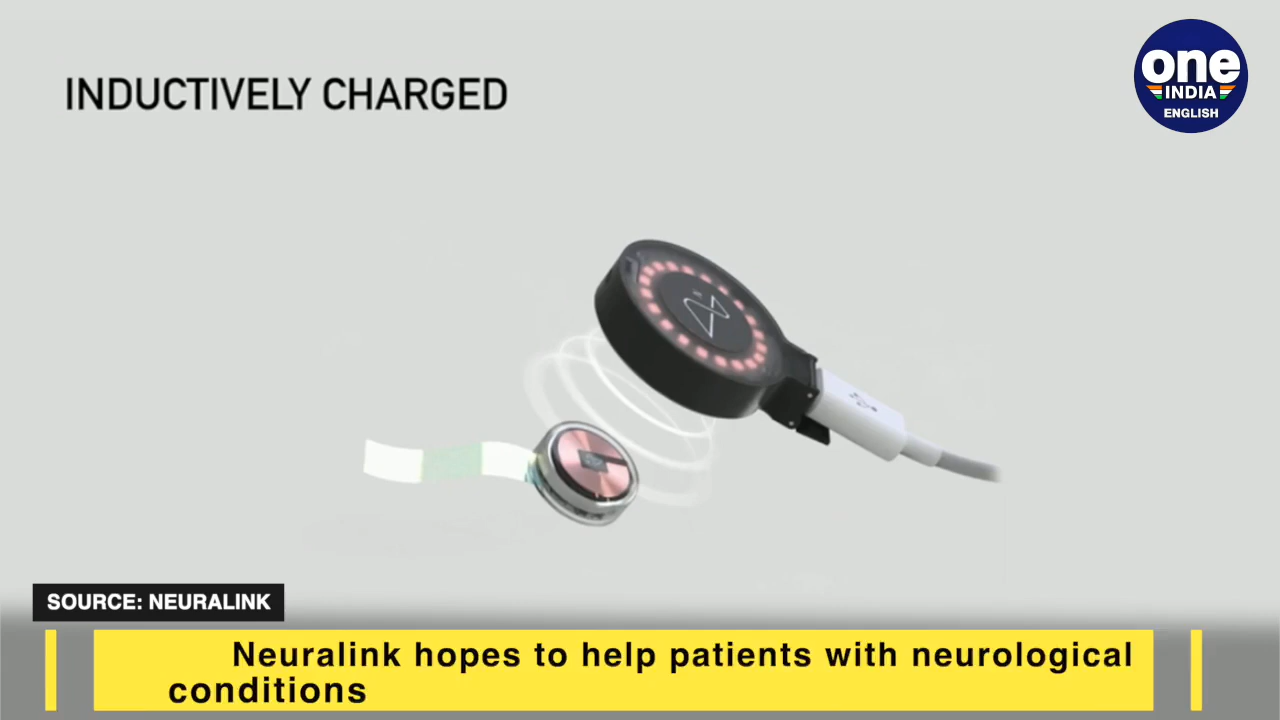 INDUCTIVELY CHARGED
one
INDIA
ENGLISH
SOURCE: NEURALINK
Neuralink hopes to help patients with neurological
conditions